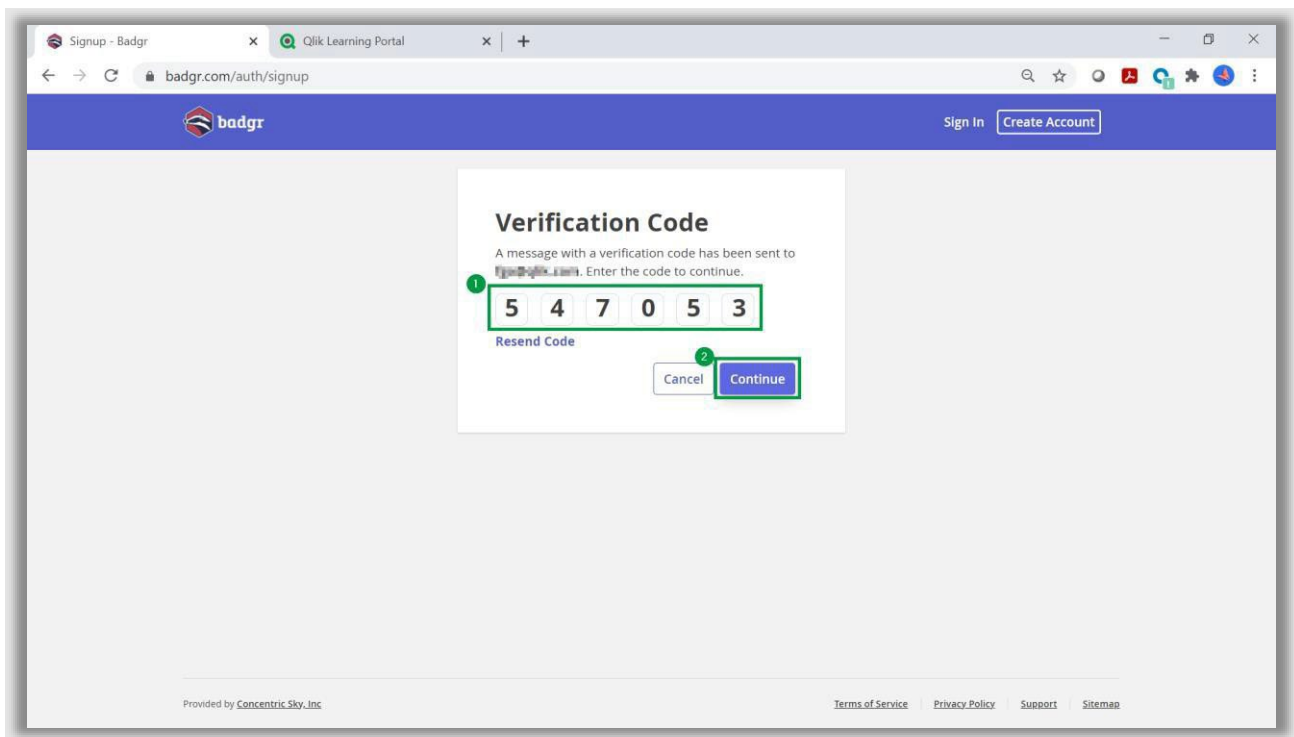 Signup - Badgr
Qlik Learning Portal
badgr.com/auth/signup
badgr
Sign In
Create Account
Verification Code
A message with a verification code has been sent to
. Enter the code to continue.
1
5 4 7 0 5 3
Resend Code
2
Cancel
Continue
Provided by Concentric Sky, Inc
Terms of Service
Privacy Policy
Support
Sitemap